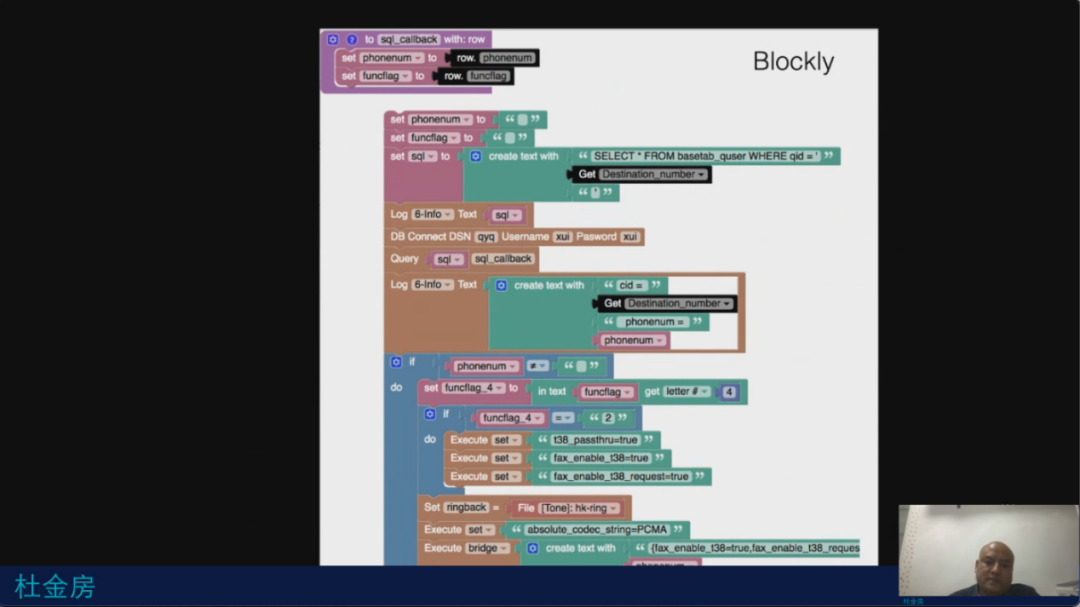 Blockly
to sql_callback with: row
set phonenum to row. phonenum
set funcflag to row. funcflag
set phonenum to “ ”
set funcflag to “ ”
set sql to create text with “ SELECT * FROM basetab_quser WHERE qid = ' ”
Get Destination_number
“ ' ”
Log 6-Info Text sql
DB Connect DSN qyq Username xui Pasword xui
Query sql sql_callback
Log 6-Info Text create text with “ cid = ”
Get Destination_number
“ phonenum = ”
phonenum
if phonenum ≠ “ ”
do set funcflag_4 to in text funcflag get letter # 4
if funcflag_4 = “ 2 ”
do Execute set “ t38_passthru=true ”
Execute set “ fax_enable_t38=true ”
Execute set “ fax_enable_t38_request=true ”
Set ringback = File [Tone]: hk-ring
Execute set “ absolute_codec_string=PCMA ”
Execute bridge create text with “ {fax_enable_t38=true,fax_enable_t38_reques
phonenum
杜金房
杜金房